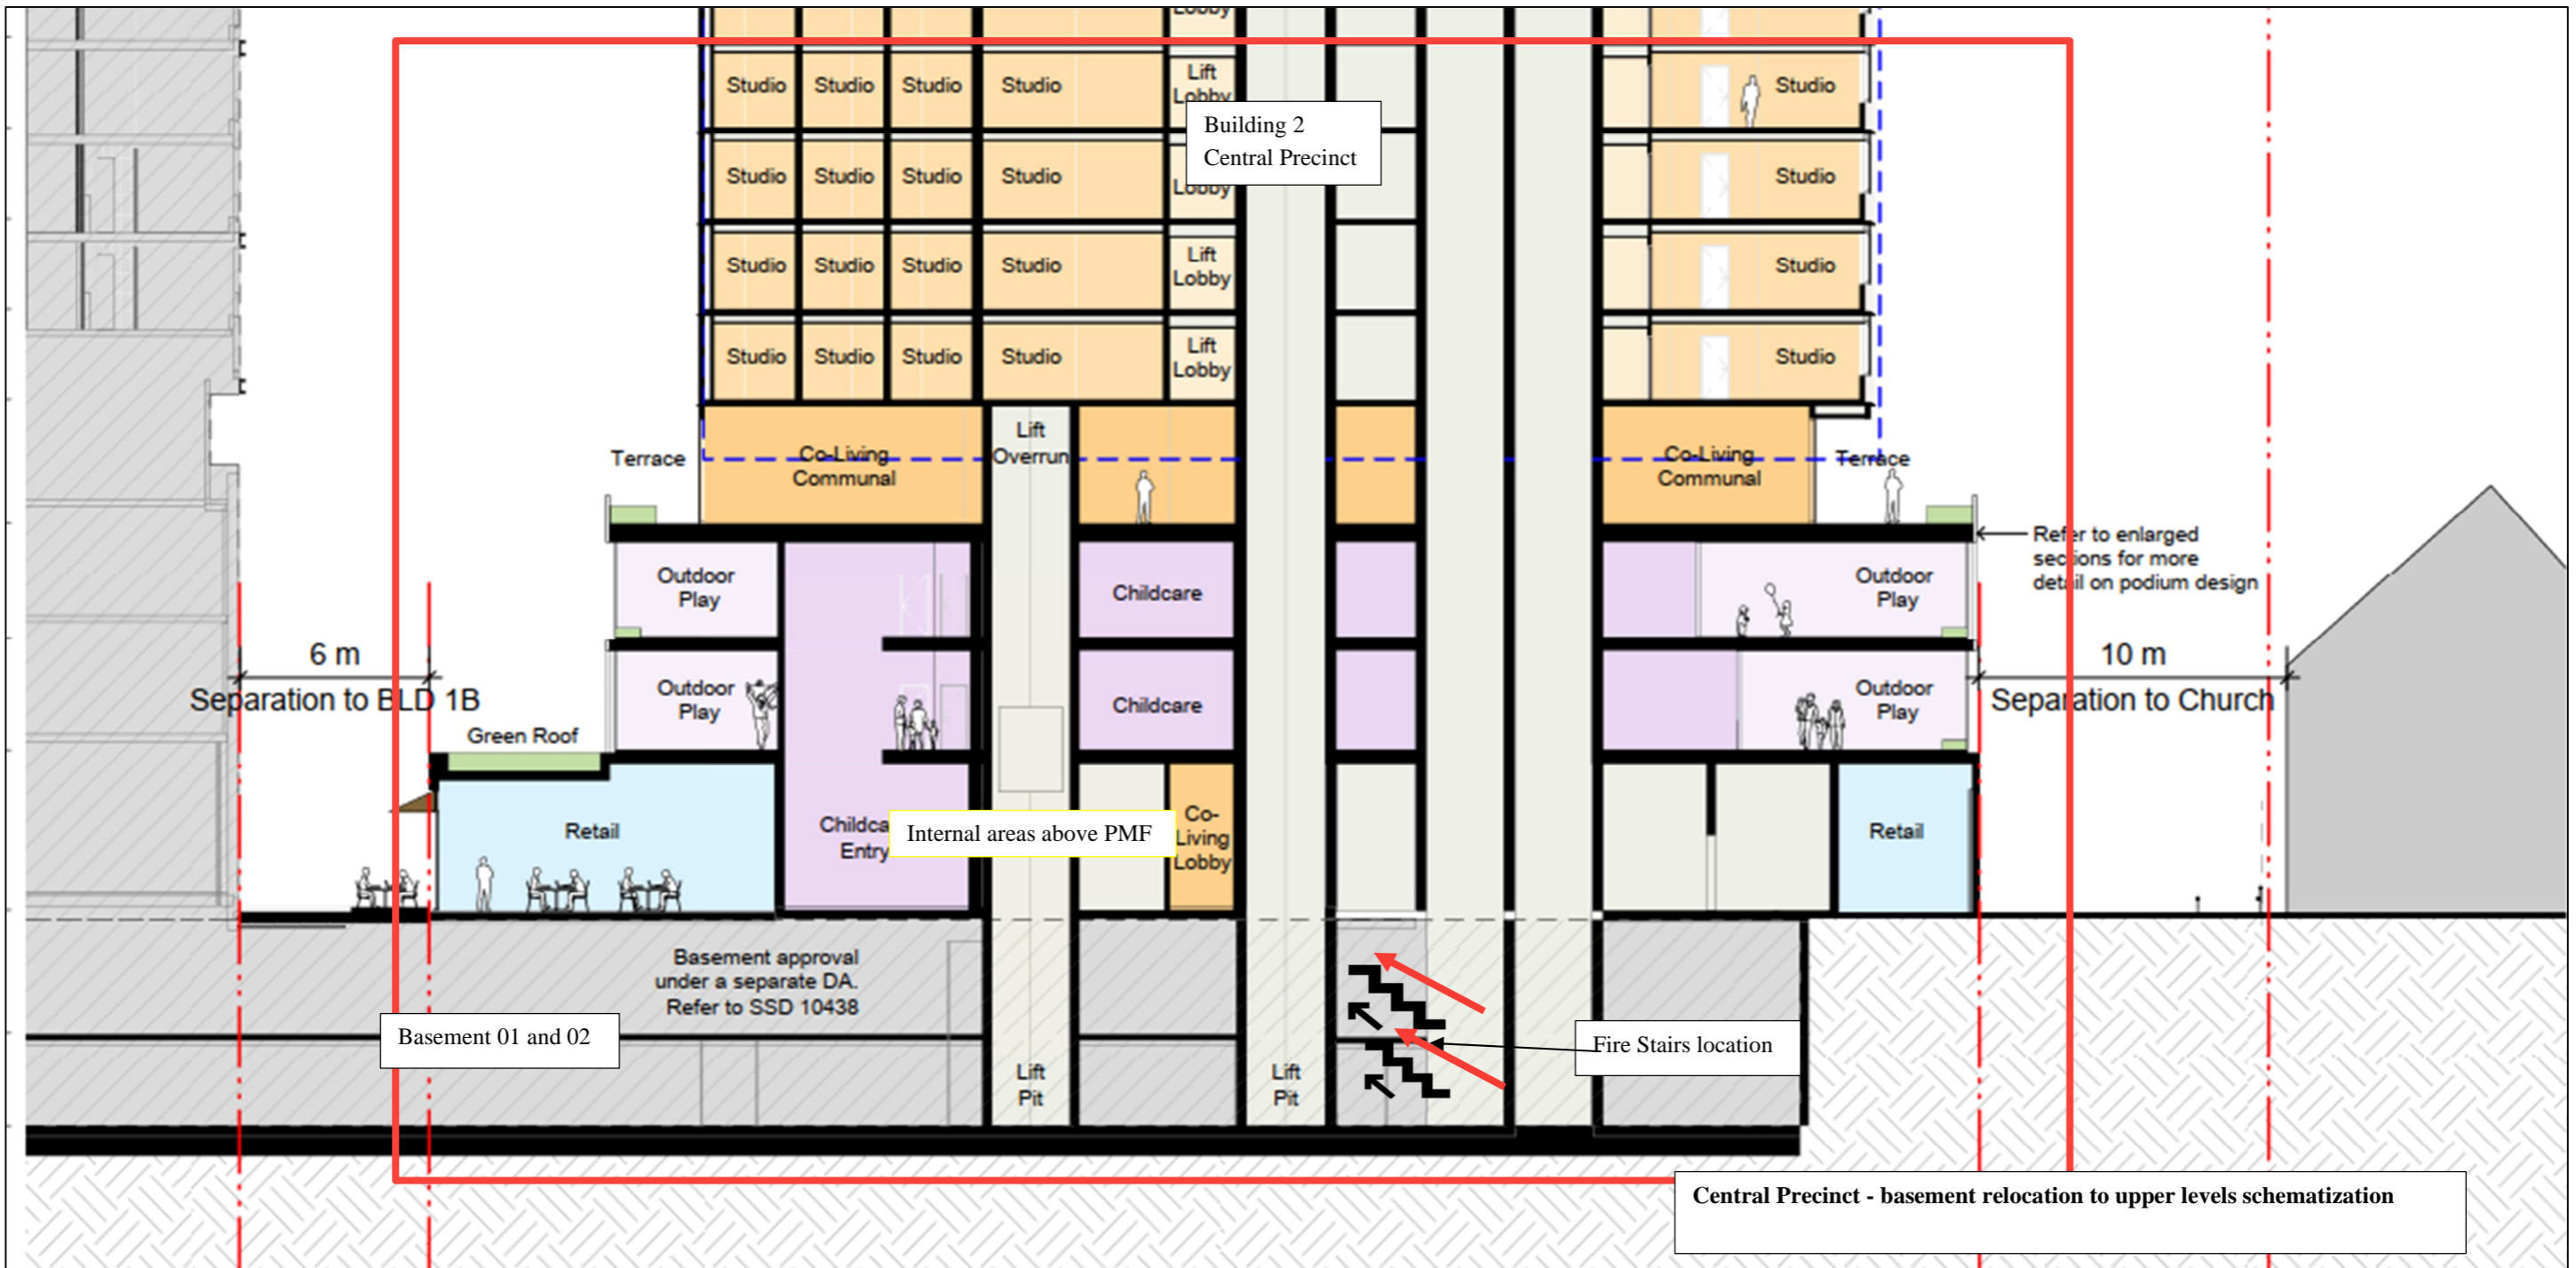 Lobby
Studio
Studio
Studio
Studio
Lift
Lobby
Studio
Building 2
Central Precinct
Studio
Studio
Studio
Studio
Lobby
Studio
Studio
Studio
Studio
Studio
Lift
Lobby
Studio
Studio
Studio
Studio
Studio
Lift
Lobby
Studio
Terrace
Co-Living
Communal
Lift
Overrun
Co-Living
Communal
Terrace
Refer to enlarged
sections for more
detail on podium design
Outdoor
Play
Childcare
Outdoor
Play
6 m
Separation to BLD 1B
10 m
Separation to Church
Outdoor
Play
Childcare
Outdoor
Play
Green Roof
Retail
Childca
Entry
Internal areas above PMF
Co-
Living
Lobby
Retail
Basement approval
under a separate DA.
Refer to SSD 10438
Basement 01 and 02
Fire Stairs location
Lift
Pit
Lift
Pit
Central Precinct - basement relocation to upper levels schematization